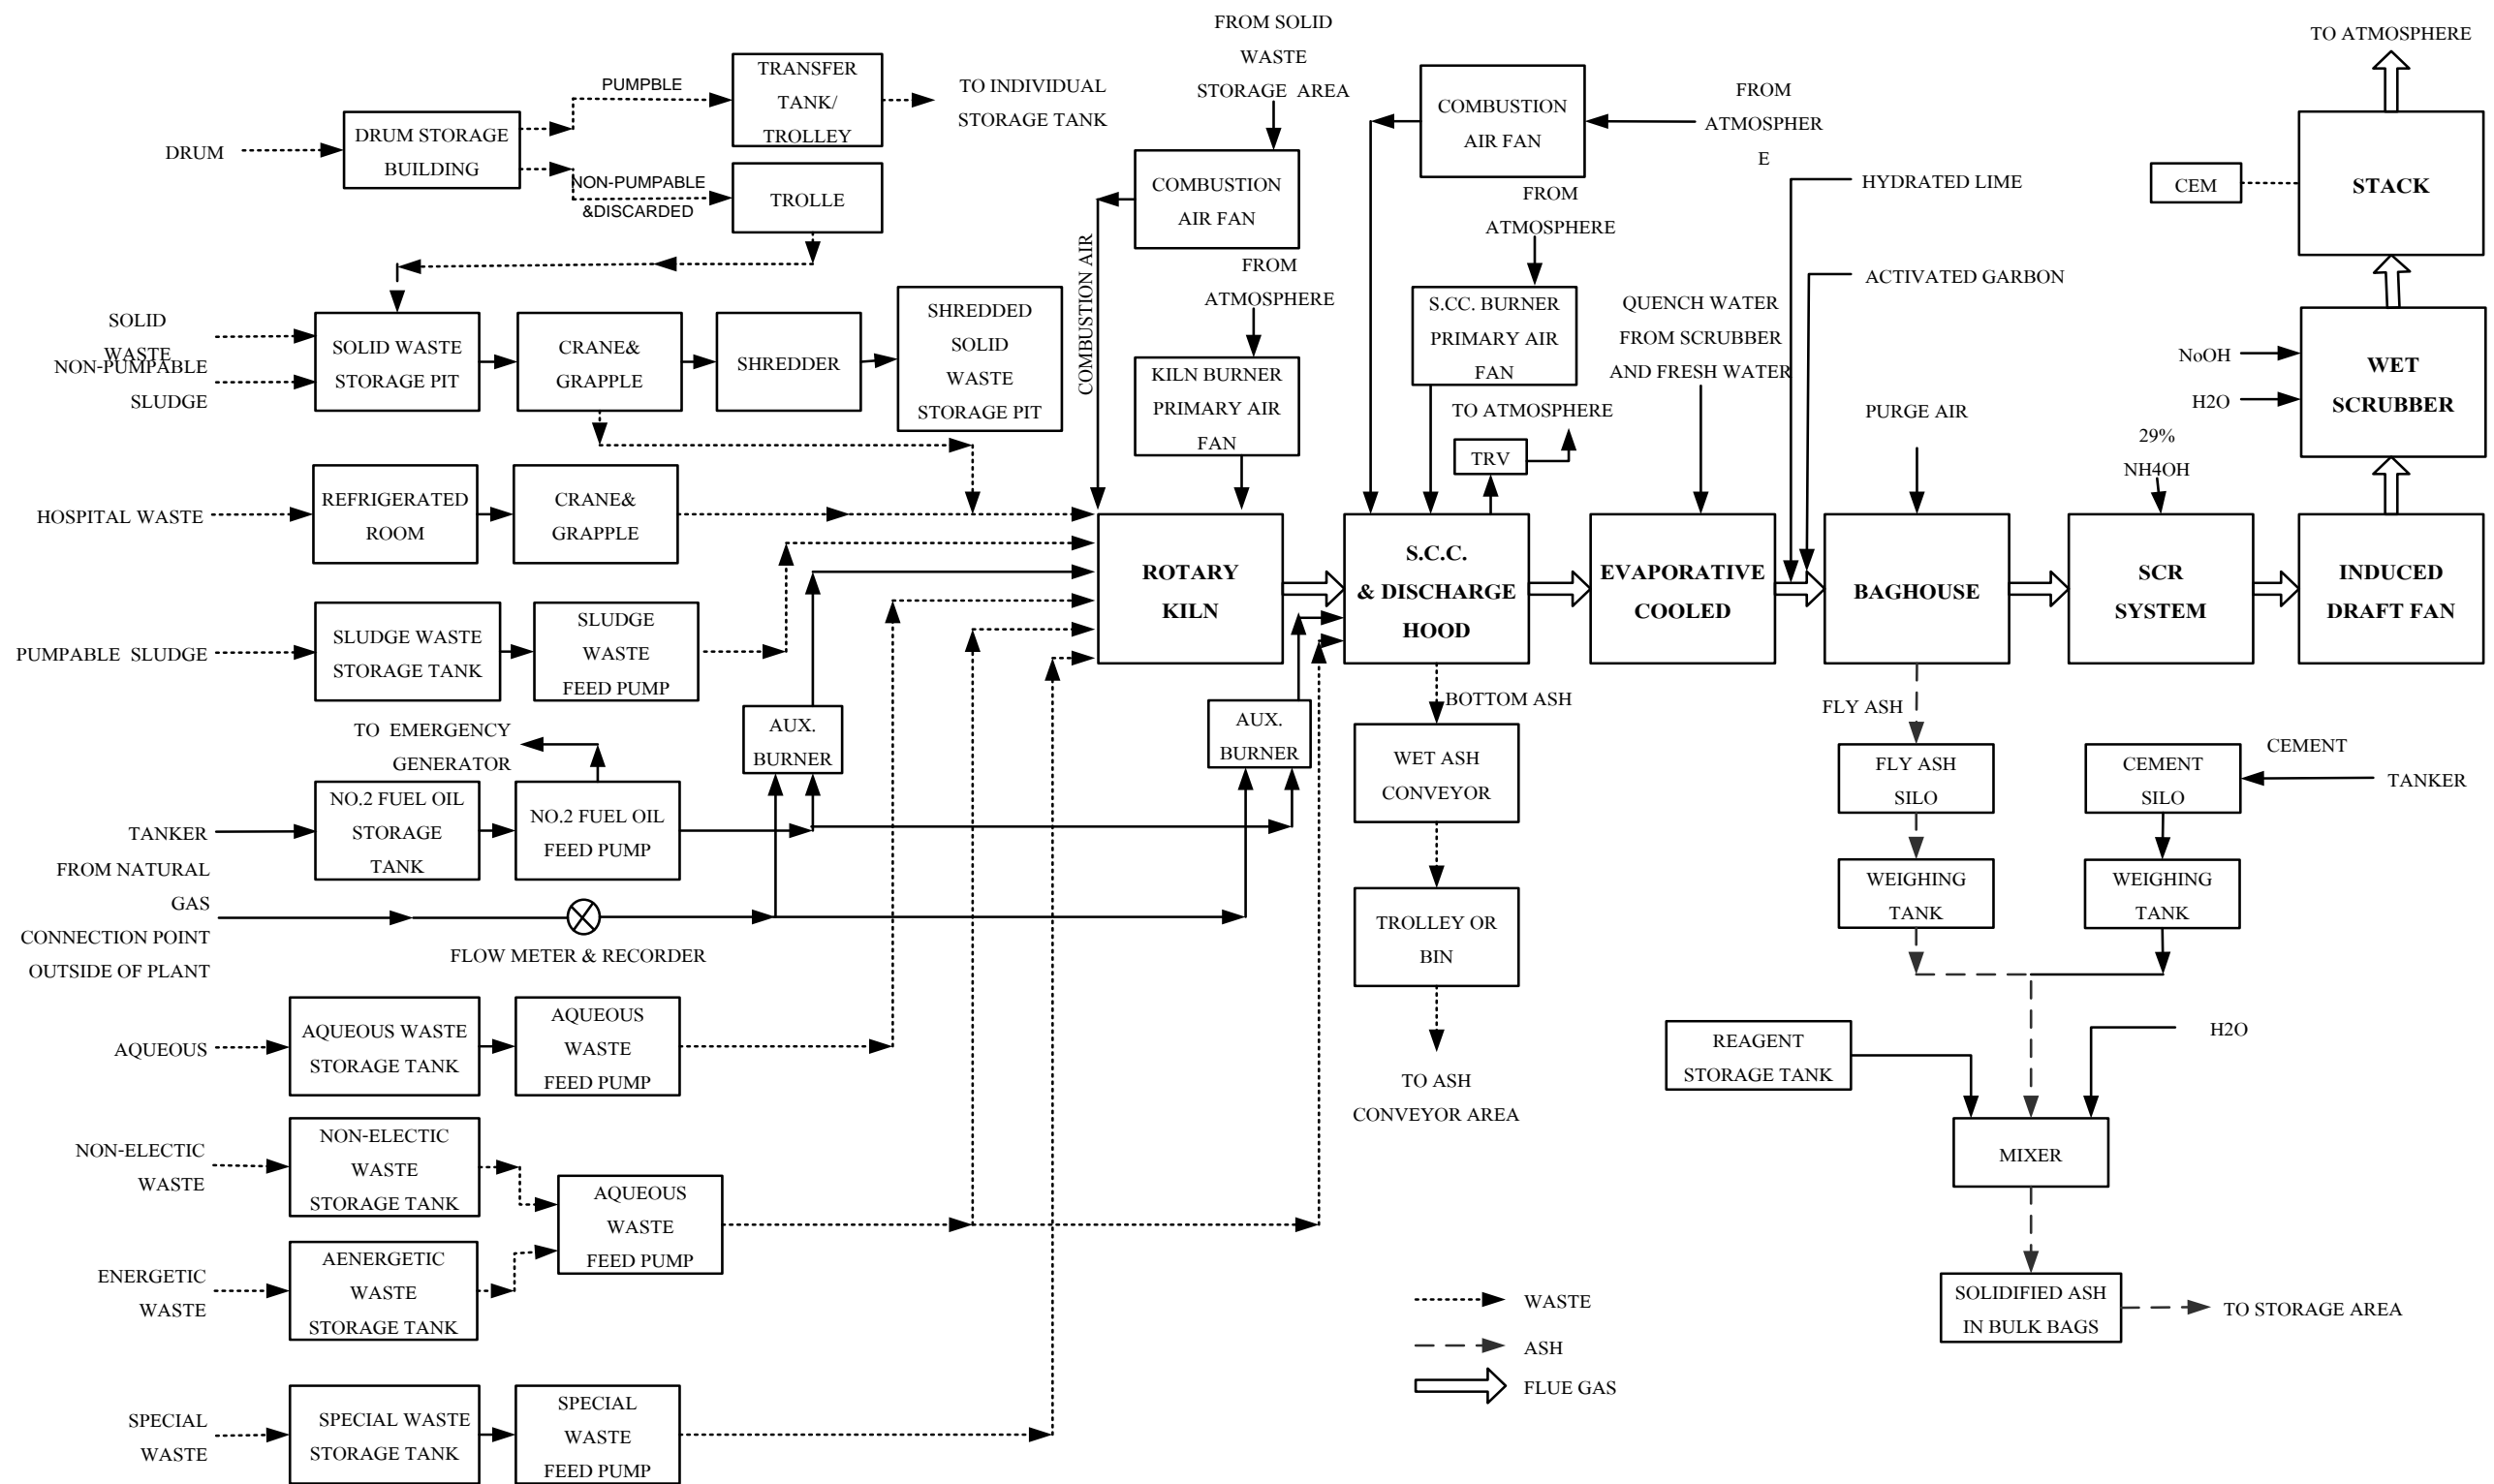 FROM SOLID
WASTE
STORAGE AREA
TO ATMOSPHERE
PUMPBLE
TRANSFER
TANK/
TROLLEY
TO INDIVIDUAL
STORAGE TANK
COMBUSTION
AIR FAN
FROM
ATMOSPHER
E
DRUM
DRUM STORAGE
BUILDING
NON-PUMPABLE
&DISCARDED
TROLLE
COMBUSTION
AIR FAN
FROM
ATMOSPHERE
HYDRATED LIME
CEM
STACK
COMBUSTION AIR
FROM
ATMOSPHERE
ACTIVATED GARBON
SOLID
WASTE
NON-PUMPABLE
SLUDGE
SOLID WASTE
STORAGE PIT
CRANE&
GRAPPLE
SHREDDER
SHREDDED
SOLID
WASTE
STORAGE PIT
KILN BURNER
PRIMARY AIR
FAN
S.CC. BURNER
PRIMARY AIR
FAN
QUENCH WATER
FROM SCRUBBER
AND FRESH WATER
NoOH
H2O
WET
SCRUBBER
TO ATMOSPHERE
TRV
PURGE AIR
29%
NH4OH
HOSPITAL WASTE
REFRIGERATED
ROOM
CRANE&
GRAPPLE
ROTARY
KILN
S.C.C.
& DISCHARGE
HOOD
EVAPORATIVE
COOLED
BAGHOUSE
SCR
SYSTEM
INDUCED
DRAFT FAN
PUMPABLE SLUDGE
SLUDGE WASTE
STORAGE TANK
SLUDGE
WASTE
FEED PUMP
TO EMERGENCY
GENERATOR
AUX.
BURNER
AUX.
BURNER
BOTTOM ASH
FLY ASH
TANKER
NO.2 FUEL OIL
STORAGE
TANK
NO.2 FUEL OIL
FEED PUMP
WET ASH
CONVEYOR
FLY ASH
SILO
CEMENT
SILO
CEMENT
TANKER
FROM NATURAL
GAS
CONNECTION POINT
OUTSIDE OF PLANT
FLOW METER & RECORDER
TROLLEY OR
BIN
WEIGHING
TANK
WEIGHING
TANK
AQUEOUS
AQUEOUS WASTE
STORAGE TANK
AQUEOUS
WASTE
FEED PUMP
TO ASH
CONVEYOR AREA
REAGENT
STORAGE TANK
H2O
NON-ELECTIC
WASTE
NON-ELECTIC
WASTE
STORAGE TANK
AQUEOUS
WASTE
FEED PUMP
MIXER
ENERGETIC
WASTE
AENERGETIC
WASTE
STORAGE TANK
WASTE
ASH
FLUE GAS
SOLIDIFIED ASH
IN BULK BAGS
TO STORAGE AREA
SPECIAL
WASTE
SPECIAL WASTE
STORAGE TANK
SPECIAL
WASTE
FEED PUMP